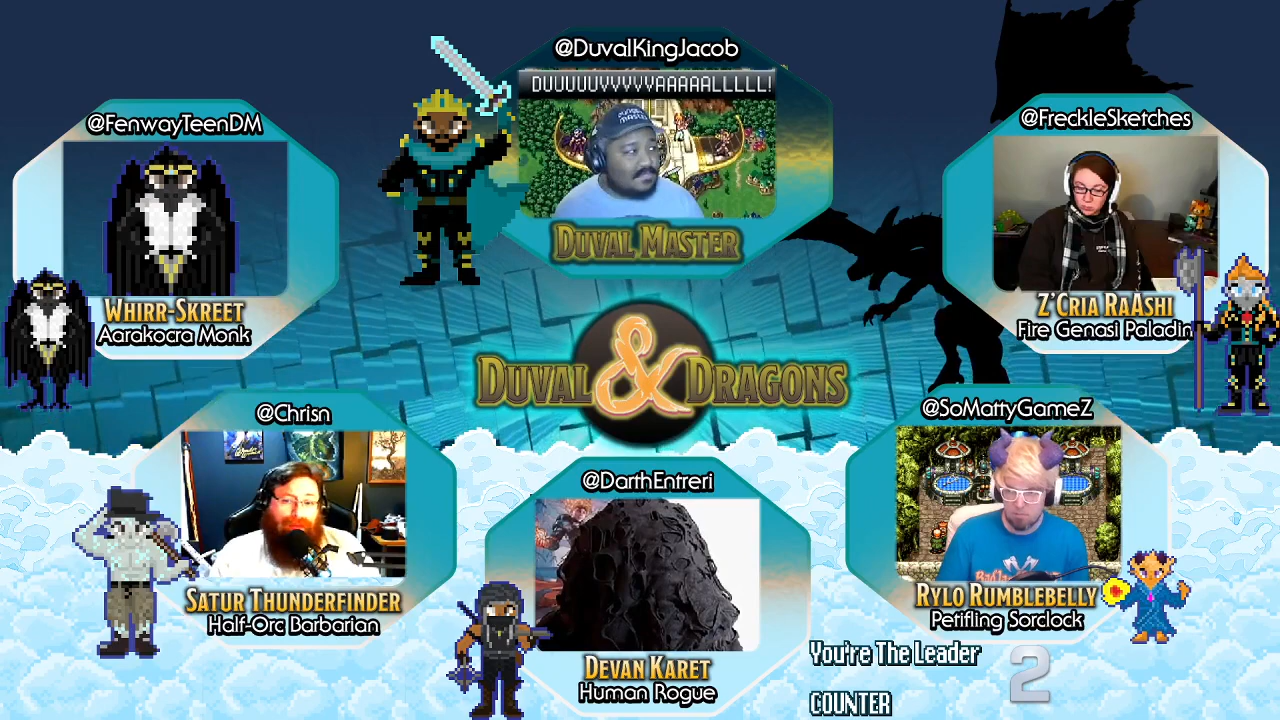 @DuvalKingJacob
DUUUUUVVVVVAAAAALLLLL!
DUVAL MASTER
@FenwayTeenDM
WHIRR-SKREET
Aarakocra Monk
@FreckleSketches
Z'CRIA RAASHI
Fire Genasi Paladin
DUVAL & DRAGONS
@Chrisn
SATUR THUNDERFINDER
Half-Orc Barbarian
@DarthEntreri
DEVAN KARET
Human Rogue
@SoMattyGameZ
RYLO RUMBLEBELLY
Petifling Sorclock
You're The Leader
COUNTER
2